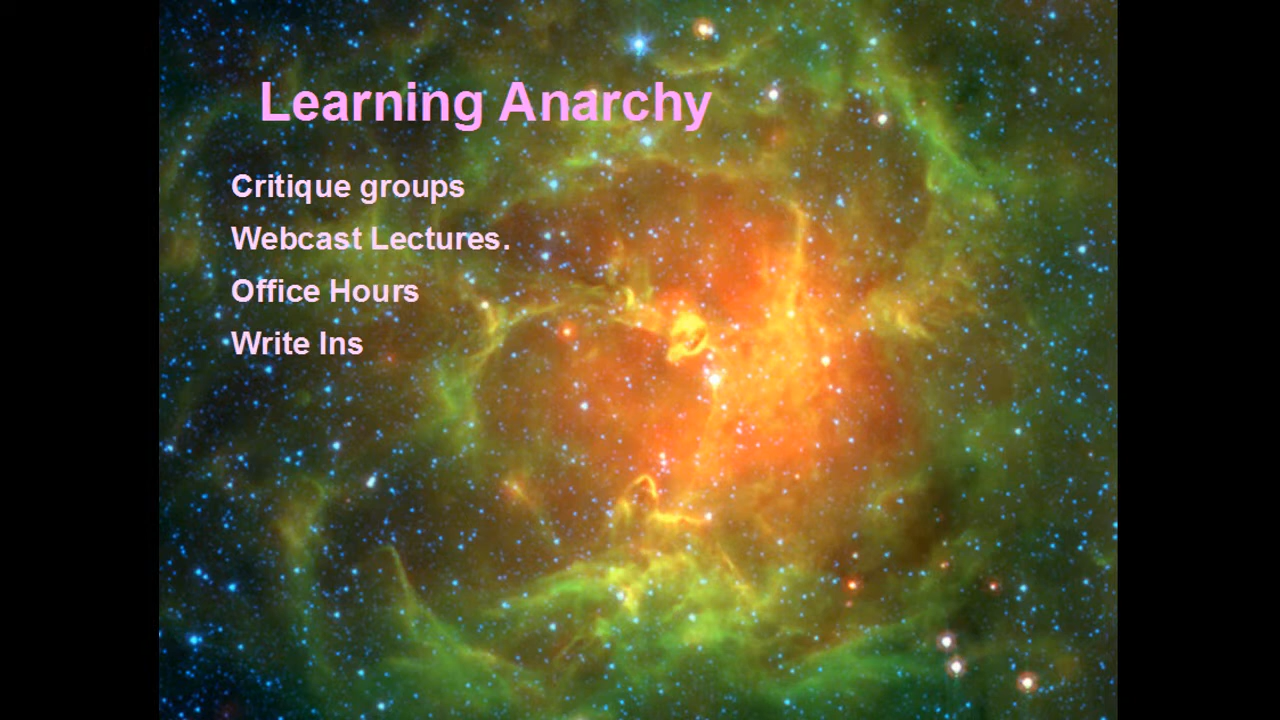 Learning Anarchy
Critique groups
Webcast Lectures.
Office Hours
Write Ins